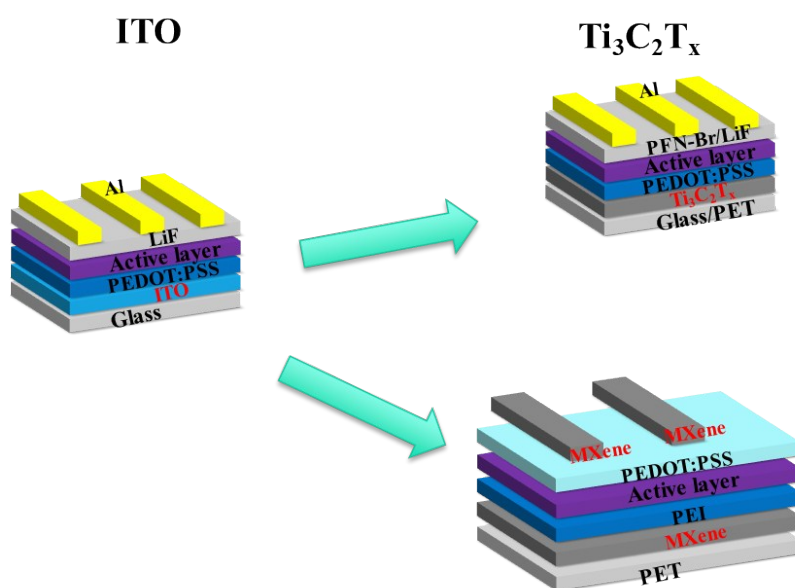 ITO
Ti₃C₂Tₓ
Al
LiF
Active layer
PEDOT:PSS
ITO
Glass
Al
PFN-Br/LiF
Active layer
PEDOT:PSS
Ti₃C₂Tₓ
Glass/PET
MXene
MXene
PEDOT:PSS
Active layer
PEI
MXene
PET